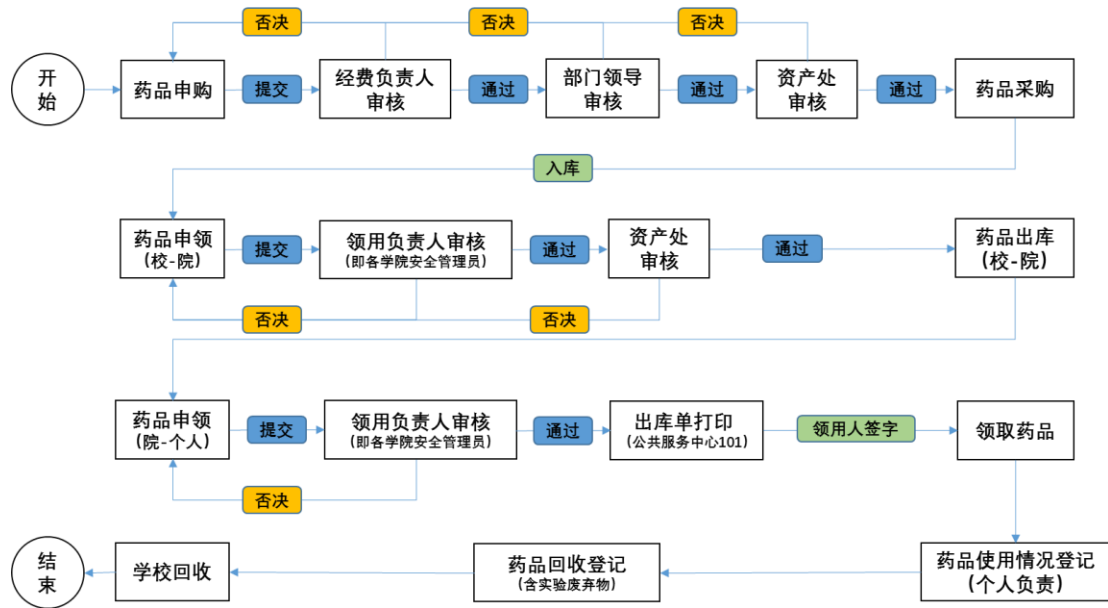 否决
否决
否决
开
始
药品申购
提交
经费负责人
审核
通过
部门领导
审核
通过
资产处
审核
通过
药品采购
入库
药品申领
(校-院)
提交
领用负责人审核
(即各学院安全管理员)
通过
资产处
审核
通过
药品出库
(校-院)
否决
否决
药品申领
(院-个人)
提交
领用负责人审核
(即各学院安全管理员)
通过
出库单打印
(公共服务中心101)
领用人签字
领取药品
否决
结
束
学校回收
药品回收登记
(含实验废弃物)
药品使用情况登记
(个人负责)